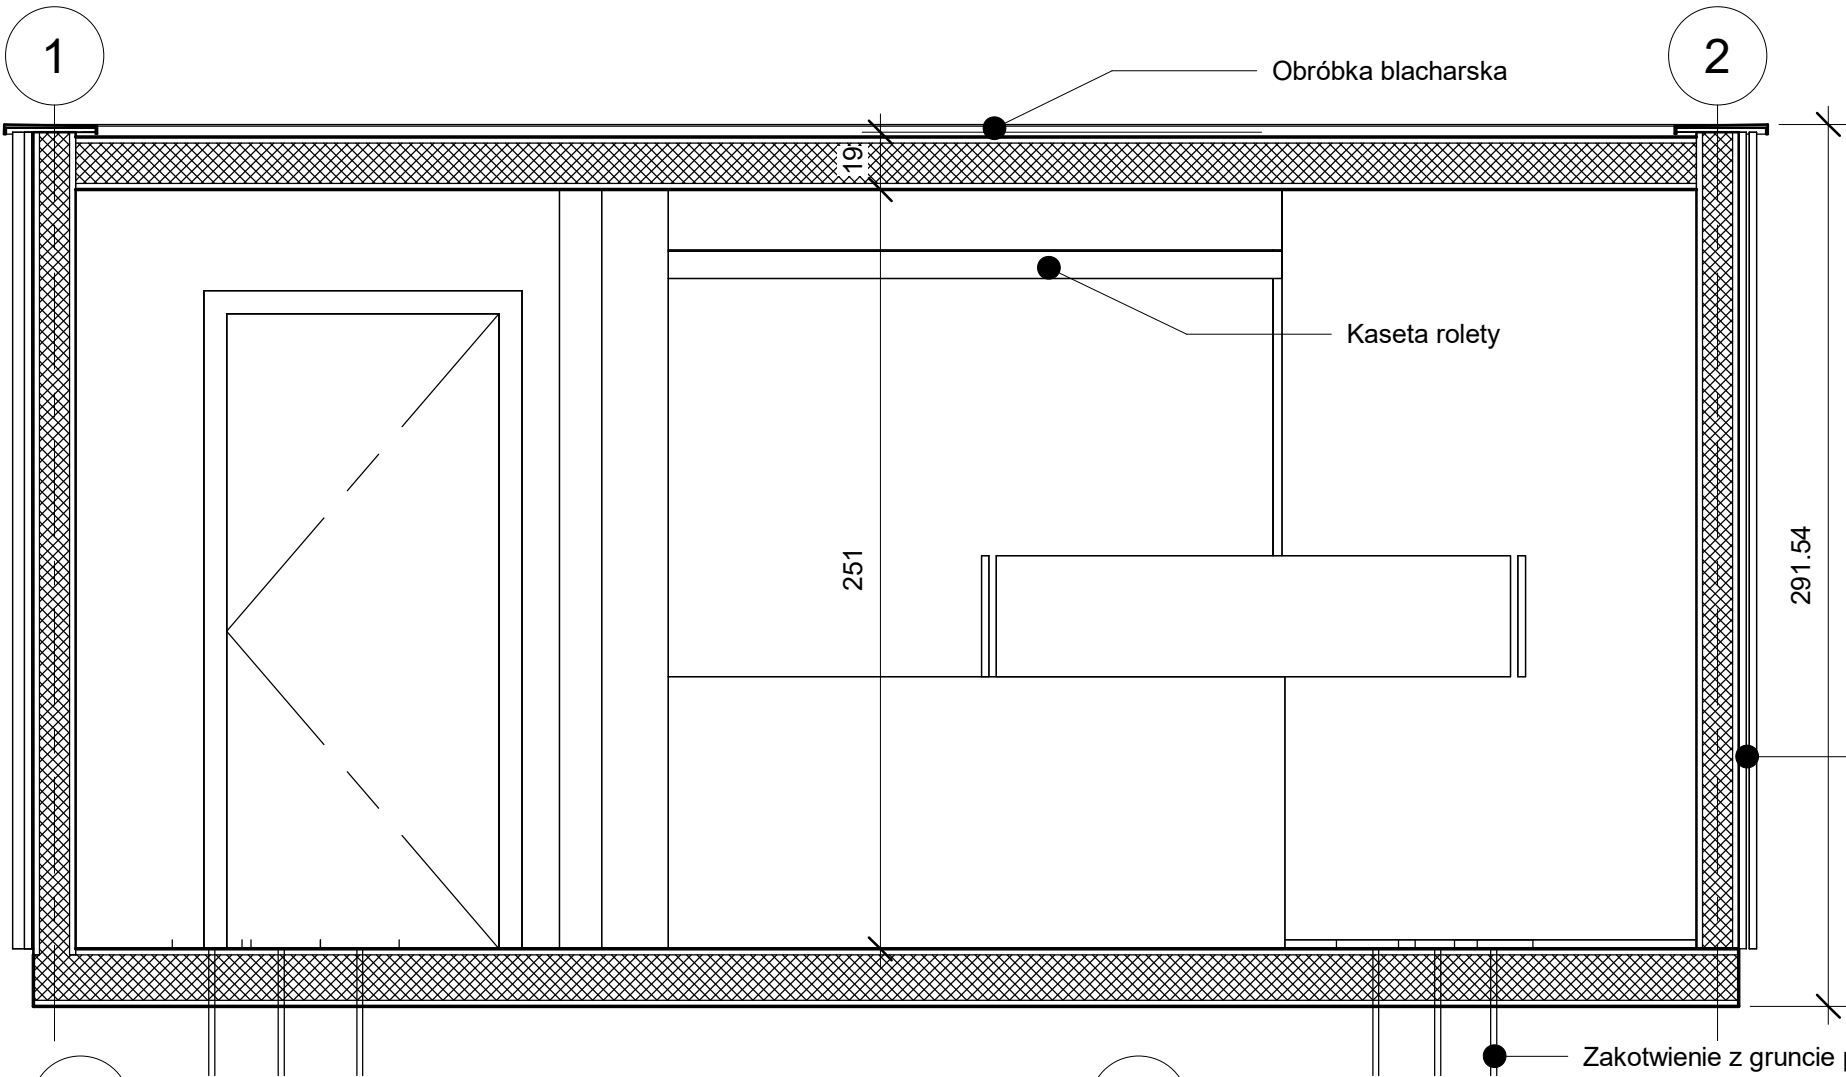 1
2
Obróbka blacharska
19
Kaseta rolety
251
291.54
Zakotwienie z gruncie